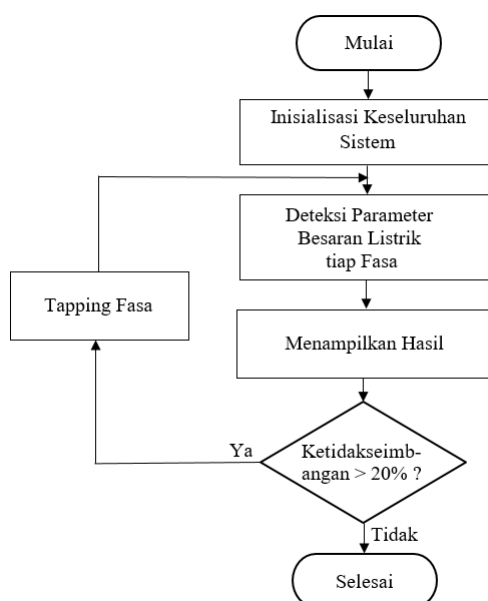 Mulai
Inisialisasi Keseluruhan
Sistem
Deteksi Parameter
Besaran Listrik
tiap Fasa
Tapping Fasa
Menampilkan Hasil
Ya
Ketidakseimb-
angan > 20% ?
Tidak
Selesai